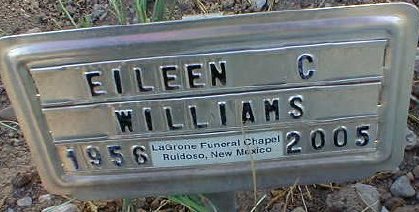 EILEEN C
WILLIAMS
1956 LaGrone Funeral Chapel 2005
Ruidoso, New Mexico